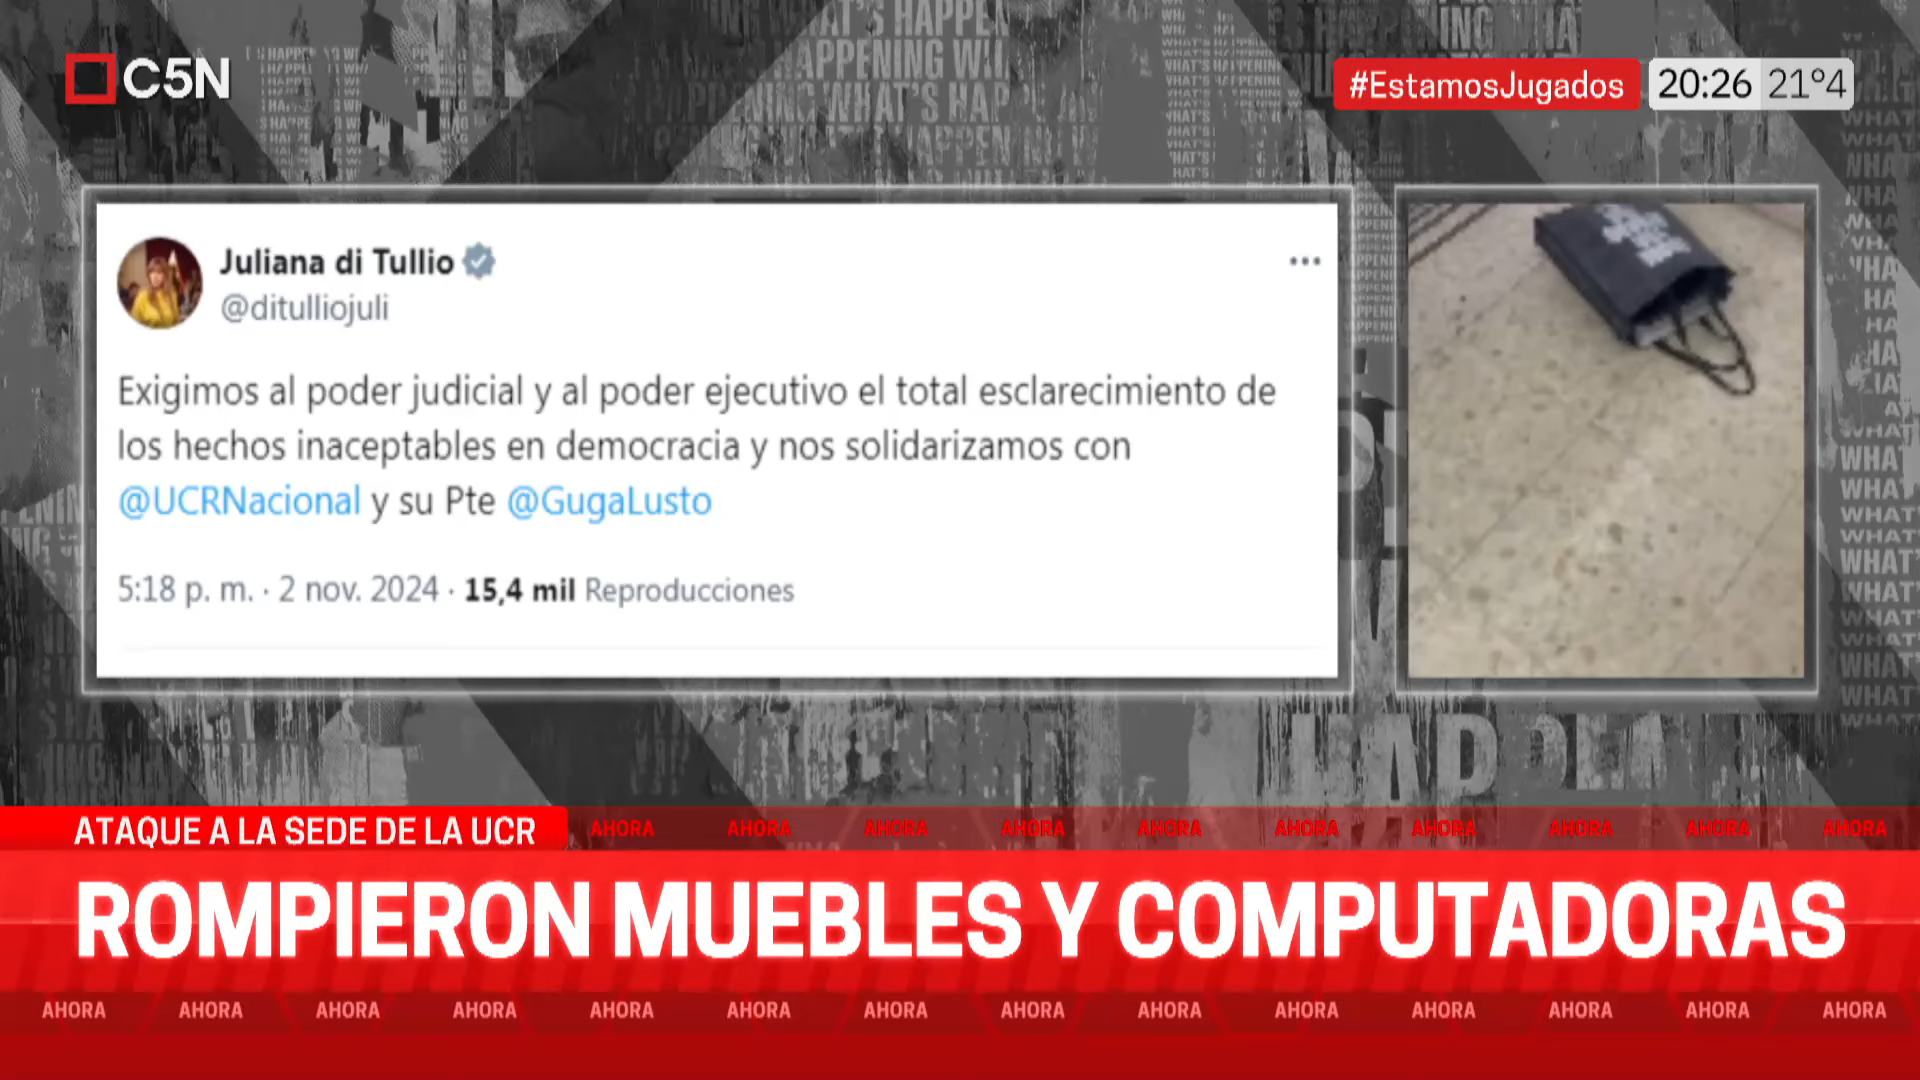 C5N
#EstamosJugados 20:26 21°4
Juliana di Tullio
@ditulliojuli
Exigimos al poder judicial y al poder ejecutivo el total esclarecimiento de
los hechos inaceptables en democracia y nos solidarizamos con
@UCRNacional y su Pte @GugaLusto
5:18 p. m. · 2 nov. 2024 · 15,4 mil Reproducciones
ATAQUE A LA SEDE DE LA UCR
AHORA AHORA AHORA AHORA AHORA AHORA AHORA AHORA AHORA AHORA
ROMPIERON MUEBLES Y COMPUTADORAS
AHORA AHORA AHORA AHORA AHORA AHORA AHORA AHORA AHORA AHORA AHORA AHORA AHORA AHORA